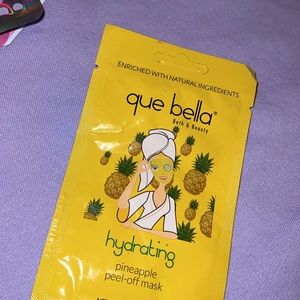 ENRICHED WITH NATURAL INGREDIENTS
que bella®
Bath & Beauty
hydrating
pineapple
peel-off mask